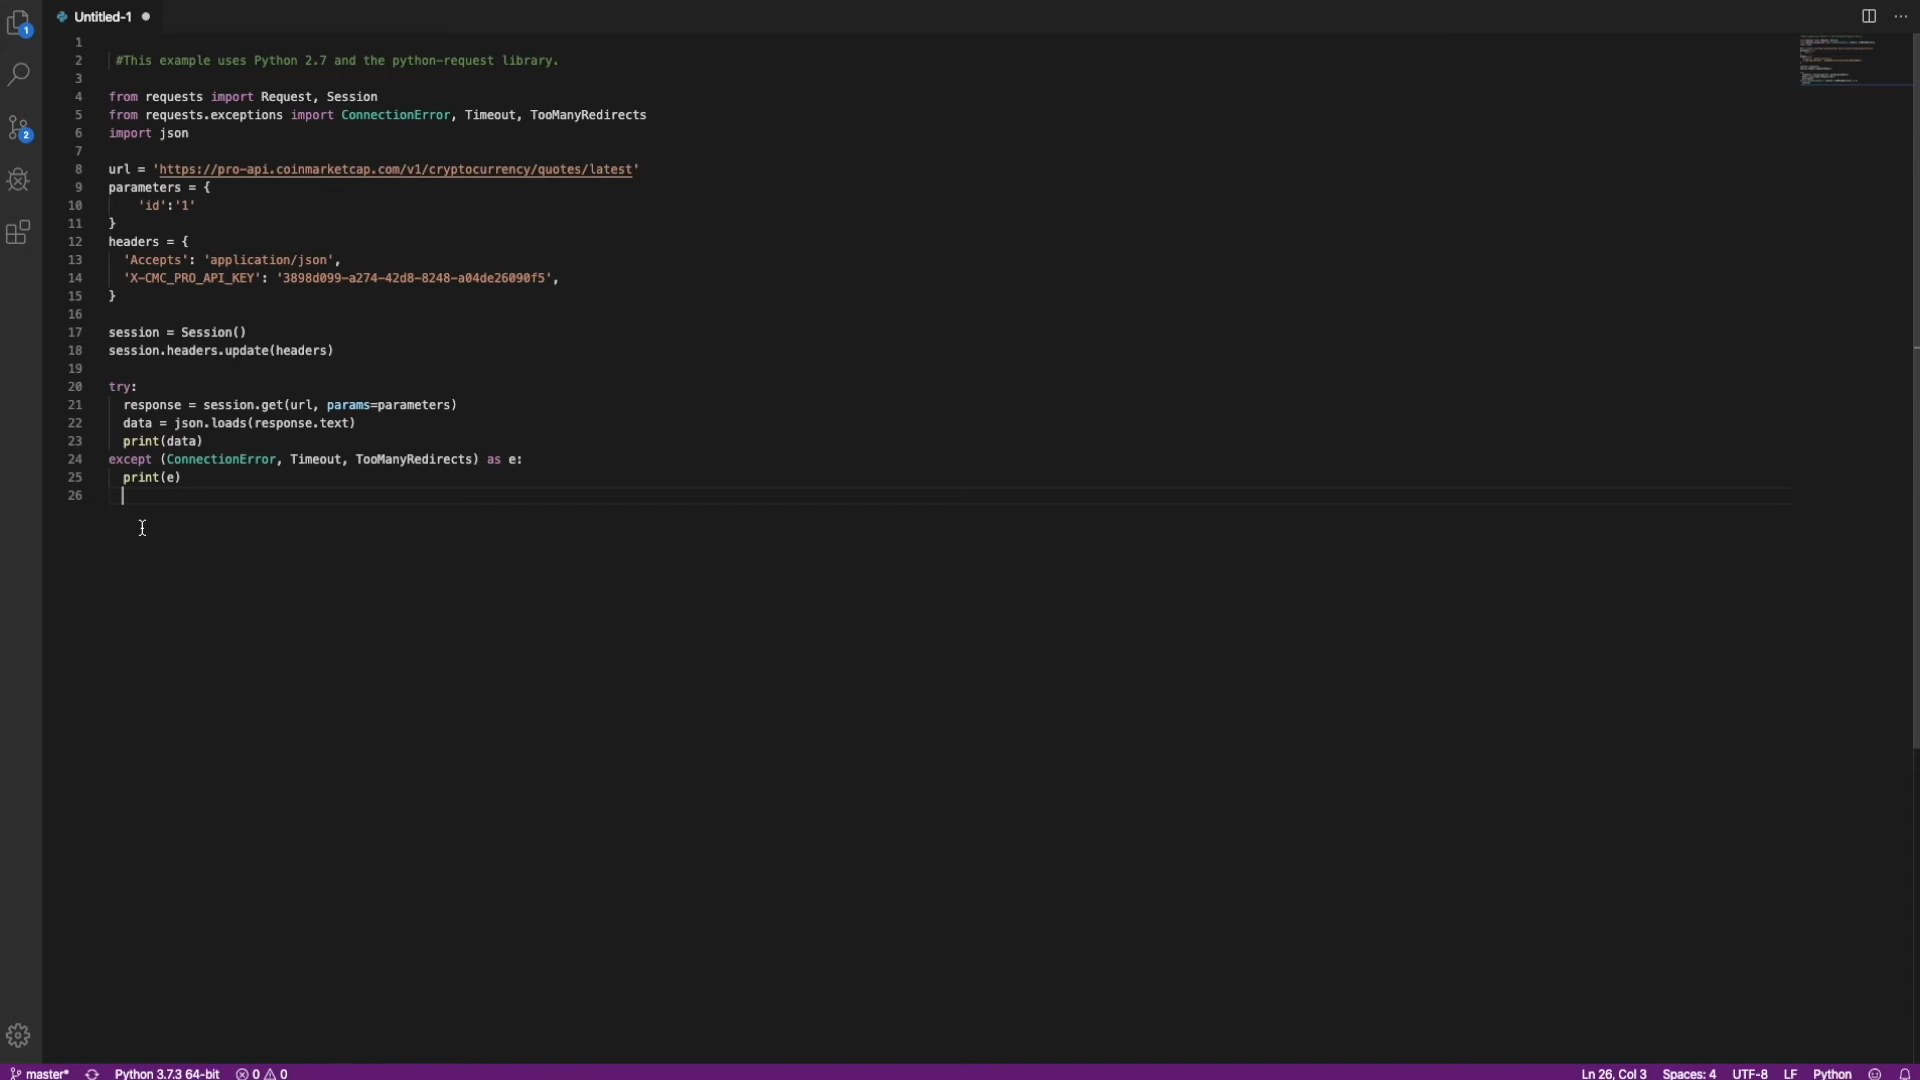 Untitled-1
1
2
1
2 #This example uses Python 2.7 and the python-request library.
3
4 from requests import Request, Session
5 from requests.exceptions import ConnectionError, Timeout, TooManyRedirects
6 import json
7
8 url = 'https://pro-api.coinmarketcap.com/v1/cryptocurrency/quotes/latest'
9 parameters = {
10 'id':'1'
11 }
12 headers = {
13 'Accepts': 'application/json',
14 'X-CMC_PRO_API_KEY': '3898d099-a274-42d8-8248-a04de26090f5',
15 }
16
17 session = Session()
18 session.headers.update(headers)
19
20 try:
21 response = session.get(url, params=parameters)
22 data = json.loads(response.text)
23 print(data)
24 except (ConnectionError, Timeout, TooManyRedirects) as e:
25 print(e)
26
master* Python 3.7.3 64-bit 0 0 Ln 26, Col 3 Spaces: 4 UTF-8 LF Python